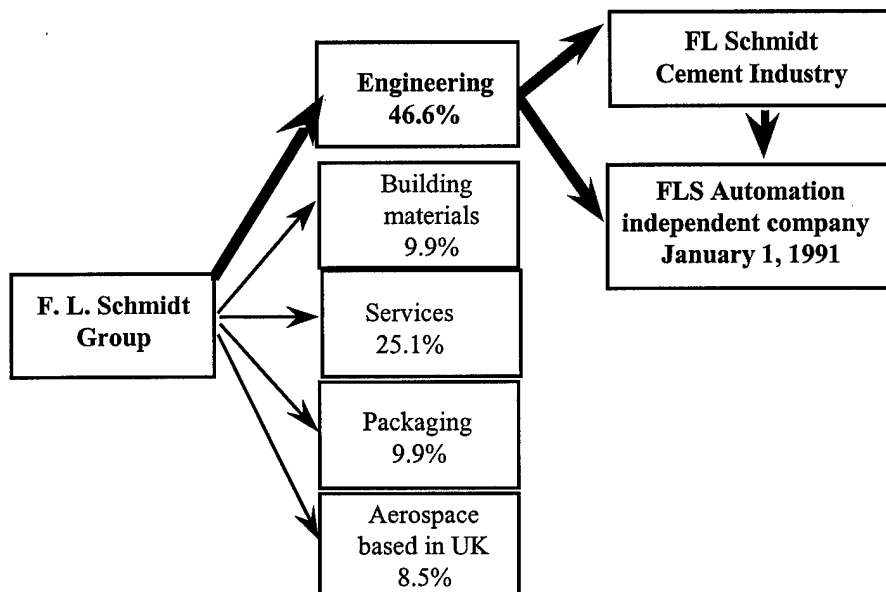 F. L. Schmidt
Group
Engineering
46.6%
Building
materials
9.9%
Services
25.1%
Packaging
9.9%
Aerospace
based in UK
8.5%
FL Schmidt
Cement Industry
FLS Automation
independent company
January 1, 1991